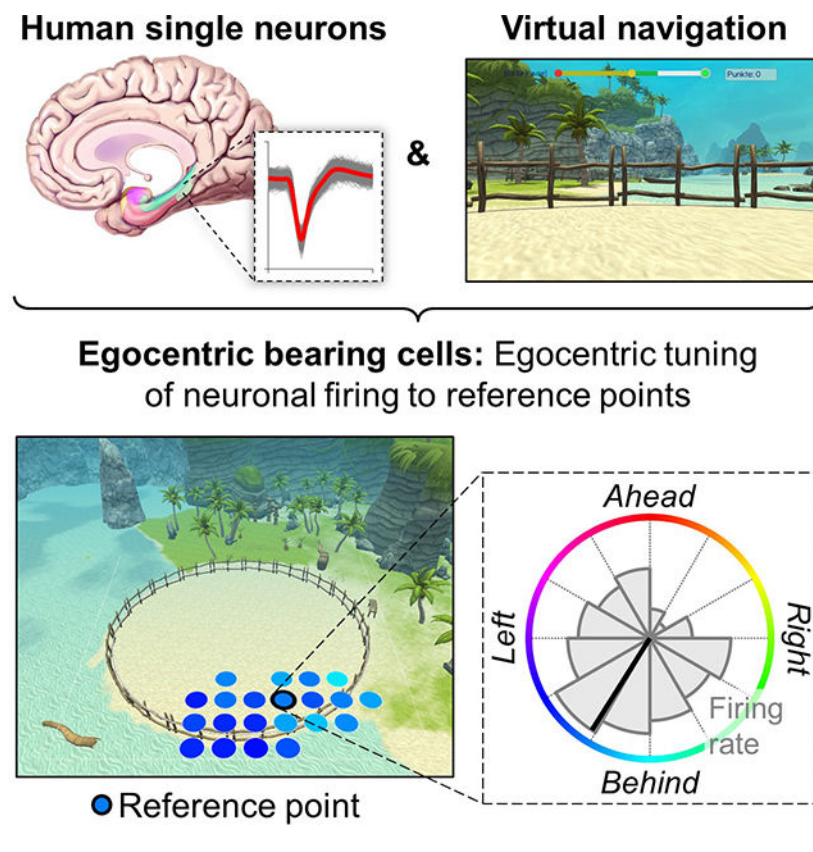 Human single neurons
Virtual navigation
Punkte: 0
&
Egocentric bearing cells: Egocentric tuning
of neuronal firing to reference points
Ahead
Left
Right
Firing
rate
Behind
Reference point